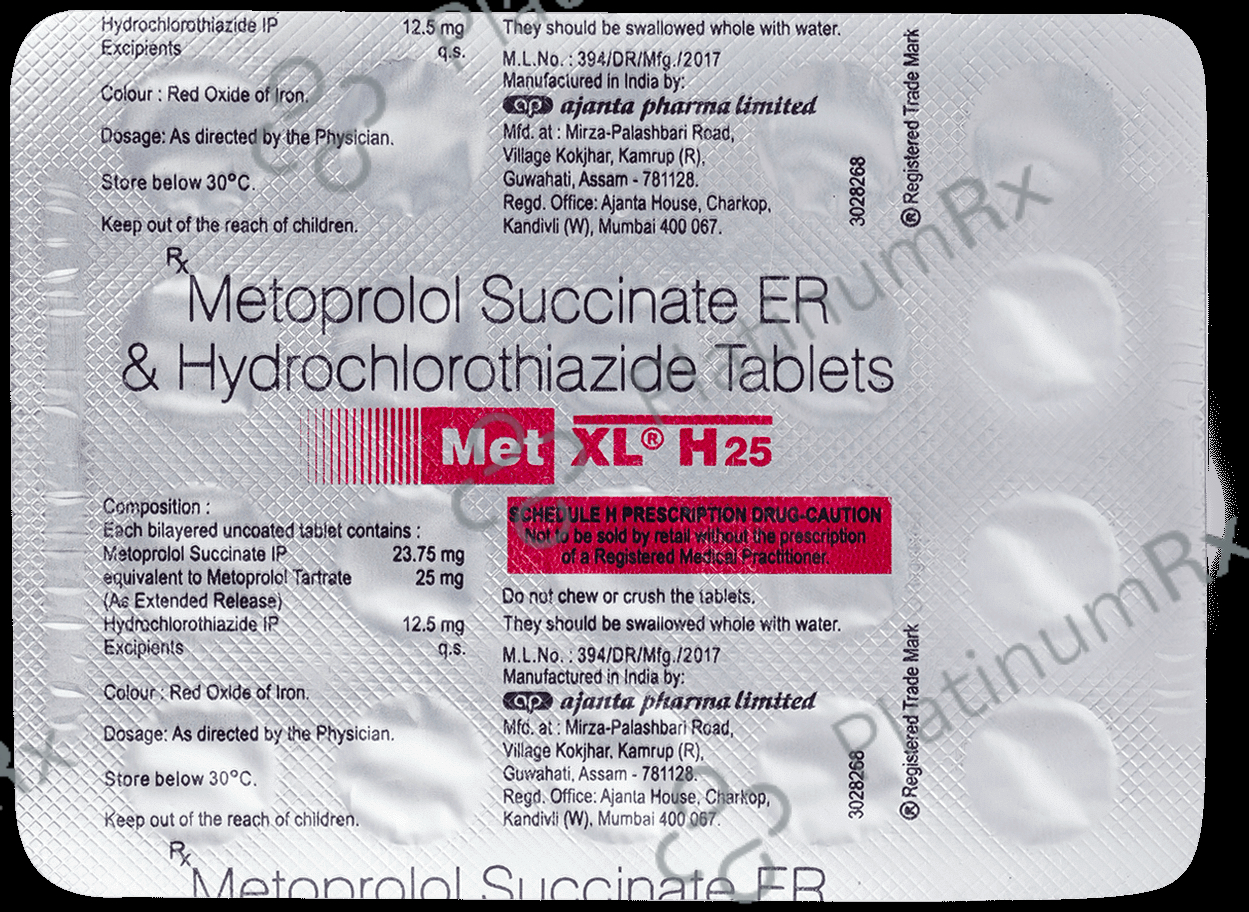 Hydrochlorothiazide IP 12.5 mg
Excipients q.s.
Colour : Red Oxide of Iron.
Dosage: As directed by the Physician.
Store below 30°C.
Keep out of the reach of children.
They should be swallowed whole with water.
M.L.No. : 394/DR/Mfg./2017
Manufactured in India by:
ap ajanta pharma limited
Mfd. at : Mirza-Palashbari Road,
Village Kokjhar, Kamrup (R),
Guwahati, Assam - 781128.
Regd. Office: Ajanta House, Charkop,
Kandivli (W), Mumbai 400 067.
3028268
® Registered Trade Mark
Rx
Metoprolol Succinate ER
& Hydrochlorothiazide Tablets
Met XL® H 25
Composition :
Each bilayered uncoated tablet contains :
Metoprolol Succinate IP 23.75 mg
equivalent to Metoprolol Tartrate 25 mg
(As Extended Release)
Hydrochlorothiazide IP 12.5 mg
Excipients q.s.
Colour : Red Oxide of Iron.
Dosage: As directed by the Physician.
Store below 30°C.
Keep out of the reach of children.
SCHEDULE H PRESCRIPTION DRUG-CAUTION
Not to be sold by retail without the prescription
of a Registered Medical Practitioner.
Do not chew or crush the tablets.
They should be swallowed whole with water.
M.L.No. : 394/DR/Mfg./2017
Manufactured in India by:
ap ajanta pharma limited
Mfd. at : Mirza-Palashbari Road,
Village Kokjhar, Kamrup (R),
Guwahati, Assam - 781128.
Regd. Office: Ajanta House, Charkop,
Kandivli (W), Mumbai 400 067.
3028268
® Registered Trade Mark
Rx
Metoprolol Succinate ER
PlatinumRx
PlatinumRx
Platinum
Rx